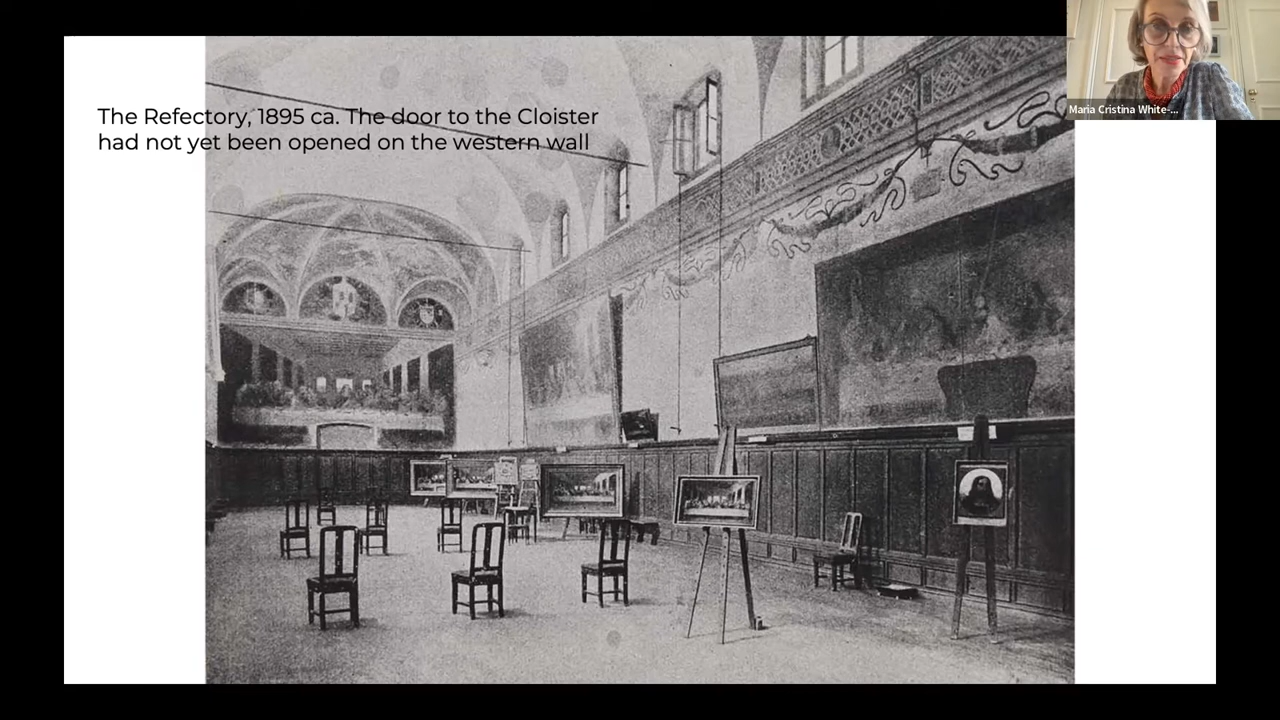 The Refectory, 1895 ca. The door to the Cloister
had not yet been opened on the western wall
Maria Cristina White-...